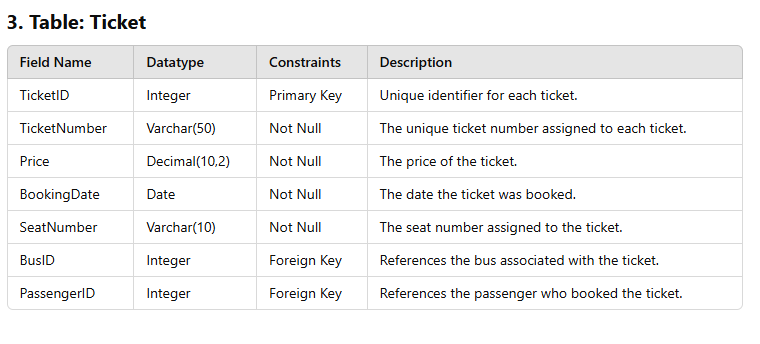 3. Table: Ticket
Field Name Datatype Constraints Description
TicketID Integer Primary Key Unique identifier for each ticket.
TicketNumber Varchar(50) Not Null The unique ticket number assigned to each ticket.
Price Decimal(10,2) Not Null The price of the ticket.
BookingDate Date Not Null The date the ticket was booked.
SeatNumber Varchar(10) Not Null The seat number assigned to the ticket.
BusID Integer Foreign Key References the bus associated with the ticket.
PassengerID Integer Foreign Key References the passenger who booked the ticket.